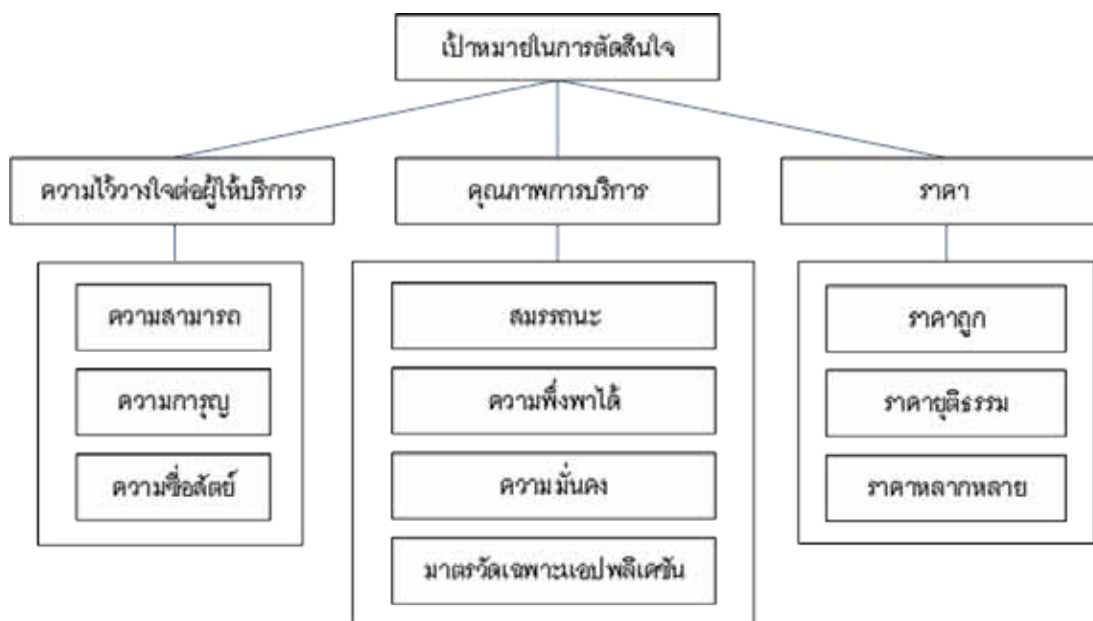 เป้าหมายในการตัดสินใจ
ความไว้วางใจต่อผู้ให้บริการ
คุณภาพการบริการ
ราคา
ความสามารถ
ความการุญ
ความซื่อสัตย์
สมรรถนะ
ความพึ่งพาได้
ความมั่นคง
มาตรวัดเฉพาะแอปพลิเคชัน
ราคาถูก
ราคายุติธรรม
ราคาหลากหลาย